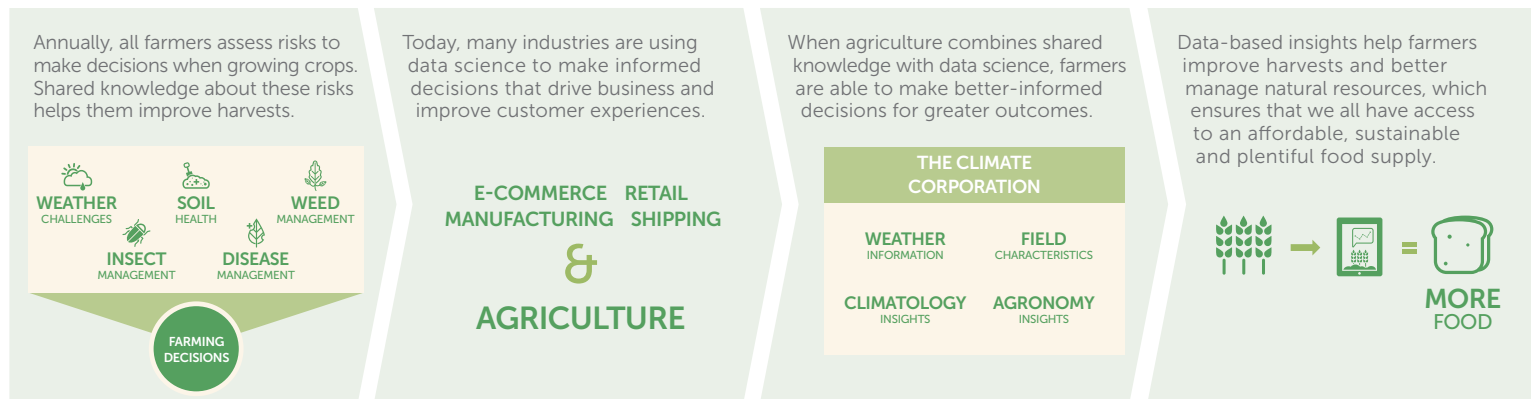 Annually, all farmers assess risks to
make decisions when growing crops.
Shared knowledge about these risks
helps them improve harvests.
WEATHER
CHALLENGES
SOIL
HEALTH
WEED
MANAGEMENT
INSECT
MANAGEMENT
DISEASE
MANAGEMENT
FARMING
DECISIONS
Today, many industries are using
data science to make informed
decisions that drive business and
improve customer experiences.
E-COMMERCE RETAIL
MANUFACTURING SHIPPING
&
AGRICULTURE
When agriculture combines shared
knowledge with data science, farmers
are able to make better-informed
decisions for greater outcomes.
THE CLIMATE
CORPORATION
WEATHER
INFORMATION
FIELD
CHARACTERISTICS
CLIMATOLOGY
INSIGHTS
AGRONOMY
INSIGHTS
Data-based insights help farmers
improve harvests and better
manage natural resources, which
ensures that we all have access
to an affordable, sustainable
and plentiful food supply.
=
MORE
FOOD